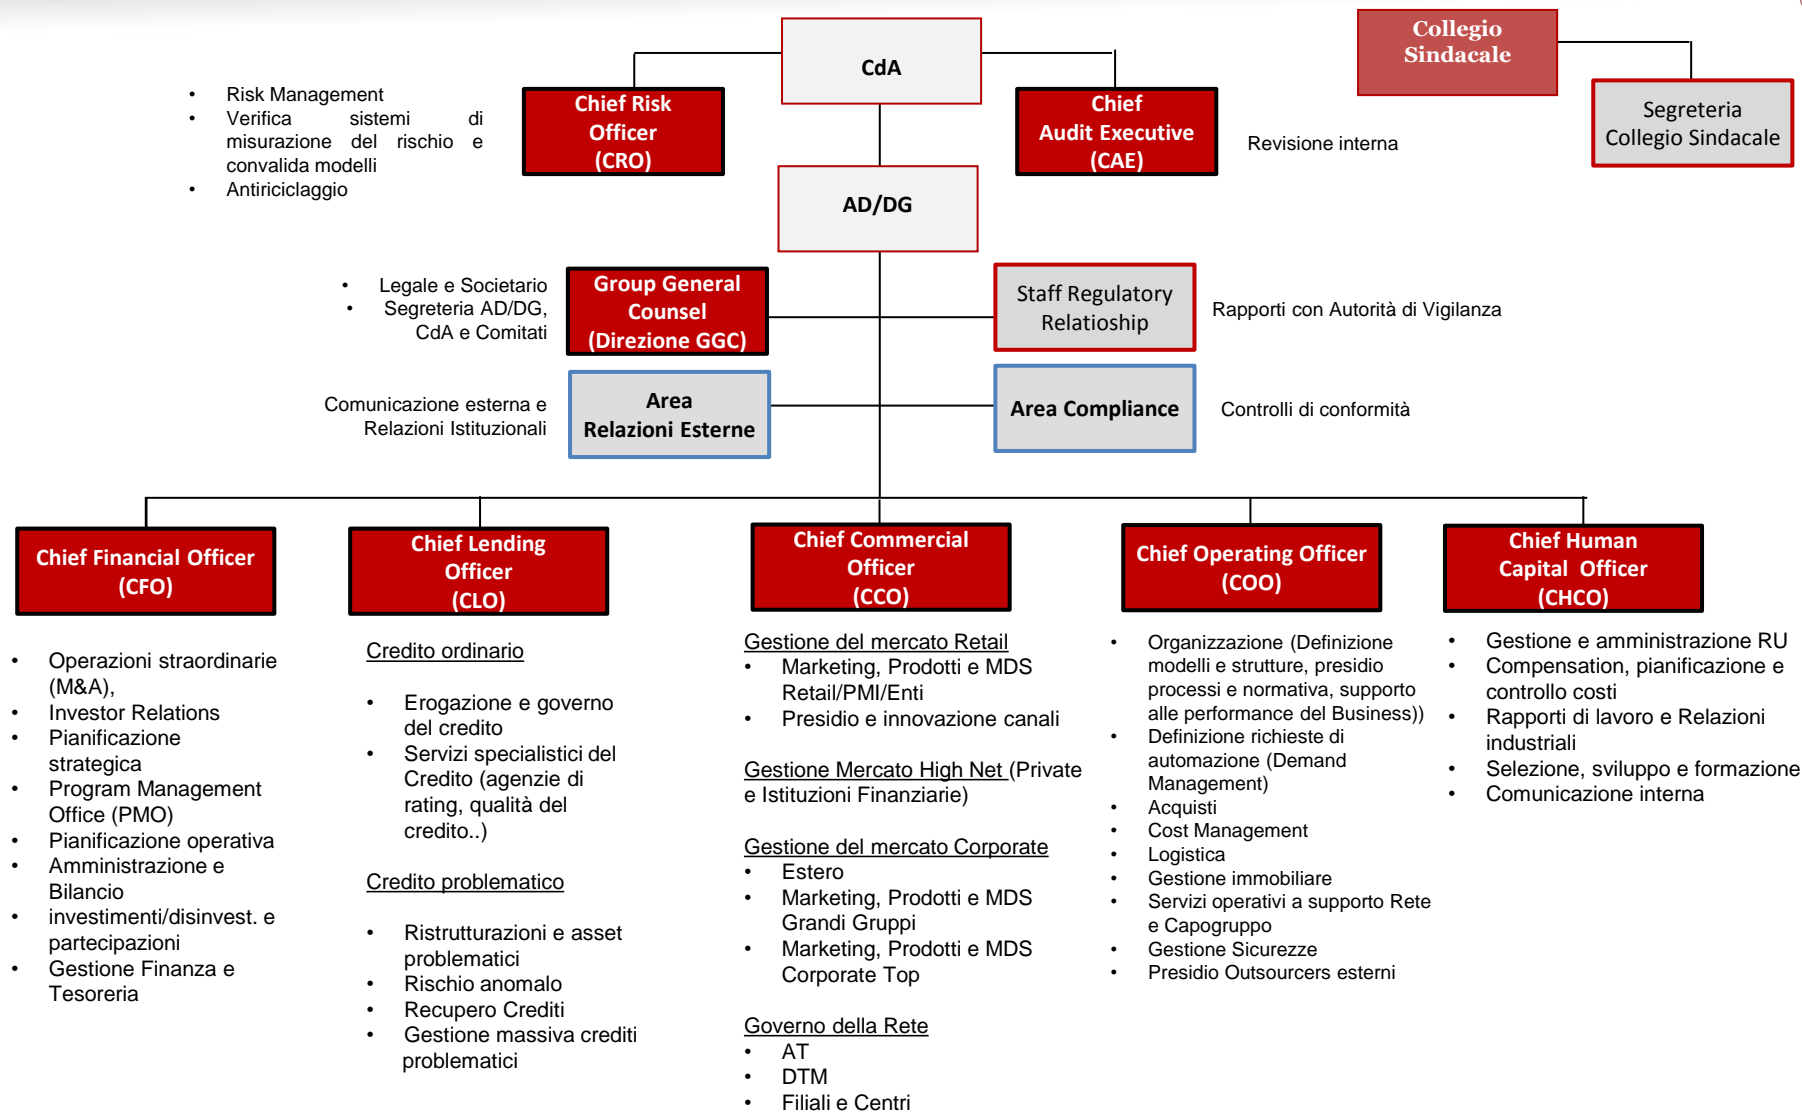 CdA
Collegio
Sindacale
Segreteria
Collegio Sindacale
• Risk Management
• Verifica sistemi di
misurazione del rischio e
convalida modelli
• Antiriciclaggio
Chief Risk
Officer
(CRO)
Chief
Audit Executive
(CAE)
Revisione interna
AD/DG
• Legale e Societario
• Segreteria AD/DG,
CdA e Comitati
Group General
Counsel
(Direzione GGC)
Staff Regulatory
Relatioship
Rapporti con Autorità di Vigilanza
Comunicazione esterna e
Relazioni Istituzionali
Area
Relazioni Esterne
Area Compliance
Controlli di conformità
Chief Financial Officer
(CFO)
• Operazioni straordinarie
(M&A),
• Investor Relations
• Pianificazione
strategica
• Program Management
Office (PMO)
• Pianificazione operativa
• Amministrazione e
Bilancio
• investimenti/disinvest. e
partecipazioni
• Gestione Finanza e
Tesoreria
Chief Lending
Officer
(CLO)
Credito ordinario
• Erogazione e governo
del credito
• Servizi specialistici del
Credito (agenzie di
rating, qualità del
credito..)
Credito problematico
• Ristrutturazioni e asset
problematici
• Rischio anomalo
• Recupero Crediti
• Gestione massiva crediti
problematici
Chief Commercial
Officer
(CCO)
Gestione del mercato Retail
• Marketing, Prodotti e MDS
Retail/PMI/Enti
• Presidio e innovazione canali
Gestione Mercato High Net (Private
e Istituzioni Finanziarie)
Gestione del mercato Corporate
• Estero
• Marketing, Prodotti e MDS
Grandi Gruppi
• Marketing, Prodotti e MDS
Corporate Top
Governo della Rete
• AT
• DTM
• Filiali e Centri
Chief Operating Officer
(COO)
• Organizzazione (Definizione
modelli e strutture, presidio
processi e normativa, supporto
alle performance del Business))
• Definizione richieste di
automazione (Demand
Management)
• Acquisti
• Cost Management
• Logistica
• Gestione immobiliare
• Servizi operativi a supporto Rete
e Capogruppo
• Gestione Sicurezze
• Presidio Outsourcers esterni
Chief Human
Capital Officer
(CHCO)
• Gestione e amministrazione RU
• Compensation, pianificazione e
controllo costi
• Rapporti di lavoro e Relazioni
industriali
• Selezione, sviluppo e formazione
• Comunicazione interna